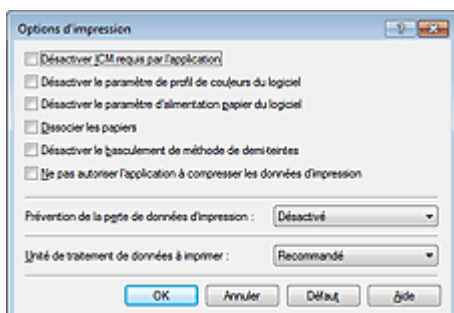 Options d'impression
Désactiver ICM requis par l'application
Désactiver le paramètre de profil de couleurs du logiciel
Désactiver le paramètre d'alimentation papier du logiciel
Dissocier les papiers
Désactiver le basculement de méthode de demi-teintes
Ne pas autoriser l'application à compresser les données d'impression
Prévention de la perte de données d'impression : Désactivé
Unité de traitement de données à imprimer : Recommandé
OK Annuler Défaut Aide